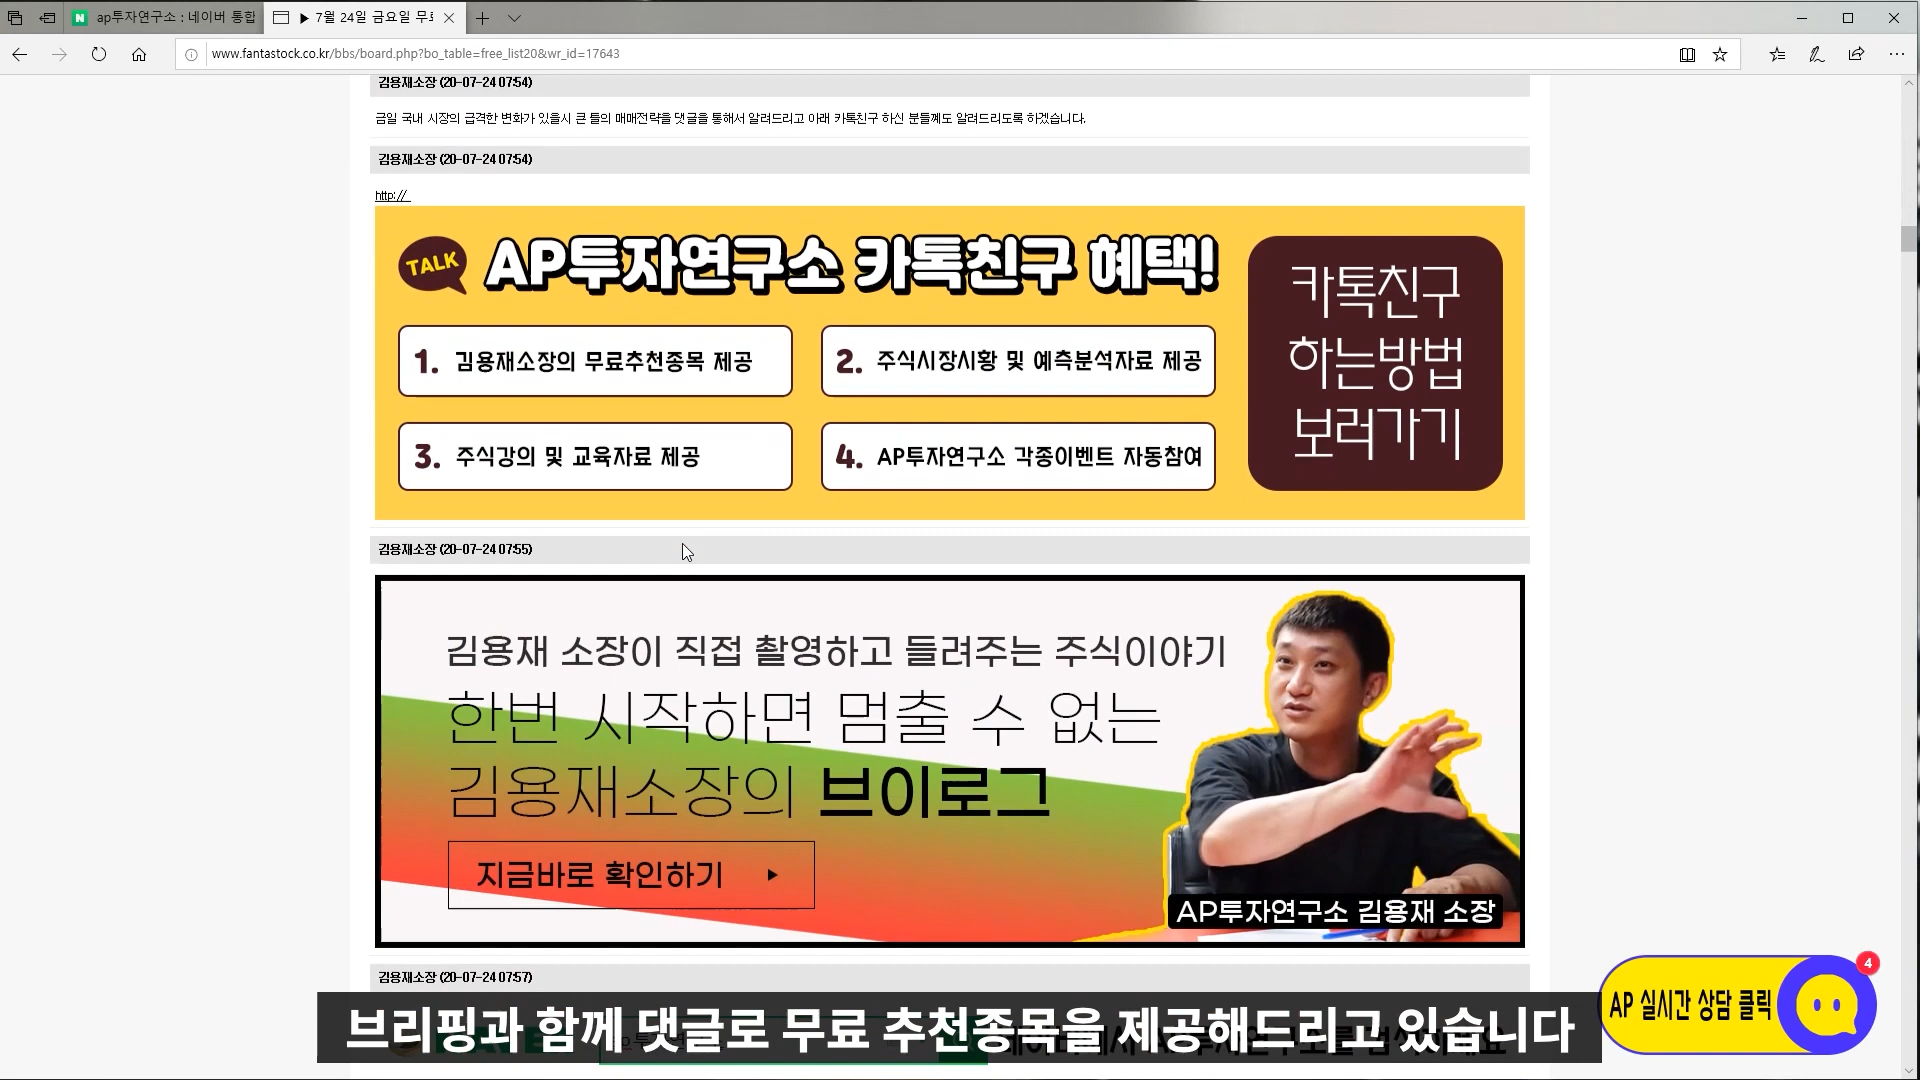 ap투자연구소 : 네이버 통합
▶ 7월 24일 금요일 무료
www.fantastock.co.kr/bbs/board.php?bo_table=free_list20&wr_id=17643
김용재소장 (20-07-24 07:54)
금일 국내 시장의 급격한 변화가 있을시 큰 틀의 매매전략을 댓글을 통해서 알려드리고 아래 카톡친구 하신 분들께도 알려드리도록 하겠습니다.
김용재소장 (20-07-24 07:54)
http://
TALK
AP투자연구소 카톡친구 혜택!
1. 김용재소장의 무료추천종목 제공
2. 주식시장시황 및 예측분석자료 제공
3. 주식강의 및 교육자료 제공
4. AP투자연구소 각종이벤트 자동참여
카톡친구
하는방법
보러가기
김용재소장 (20-07-24 07:55)
김용재 소장이 직접 촬영하고 들려주는 주식이야기
한번 시작하면 멈출 수 없는
김용재소장의 브이로그
지금바로 확인하기 ▶
AP투자연구소 김용재 소장
김용재소장 (20-07-24 07:57)
4
AP 실시간 상담 클릭
브리핑과 함께 댓글로 무료 추천종목을 제공해드리고 있습니다